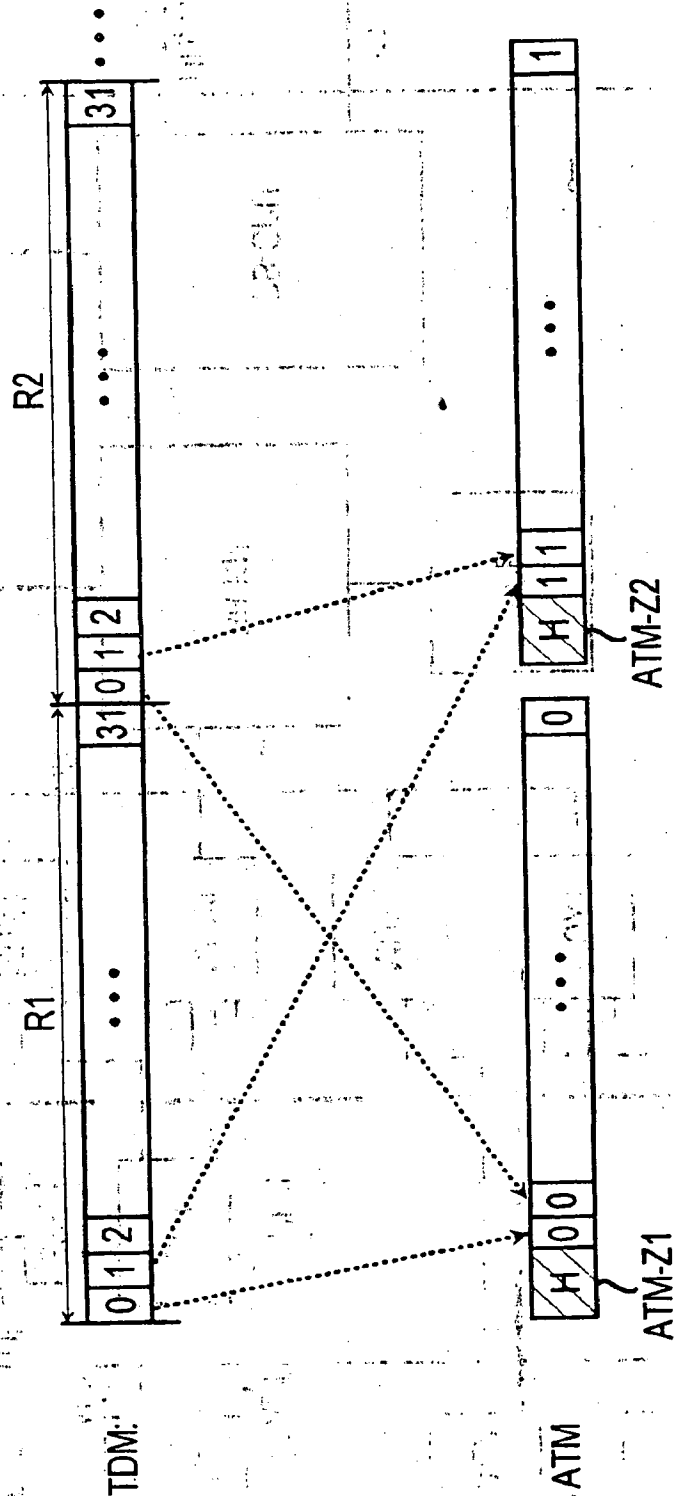 R1 R2
TDM: 0 1 2 ••• 31 0 1 2 ••• 31 •••
ATM H 0 0 ••• 0 H 1 1 ••• 1
ATM-Z1 ATM-Z2